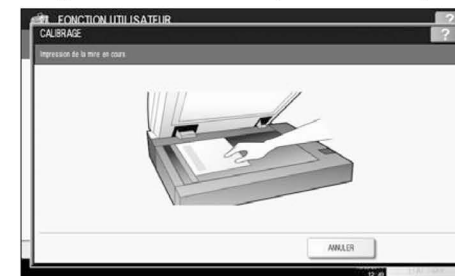 FONCTION UTILISATEUR
?
CALIBRAGE
?
Impression de la mire en cours
ANNULER